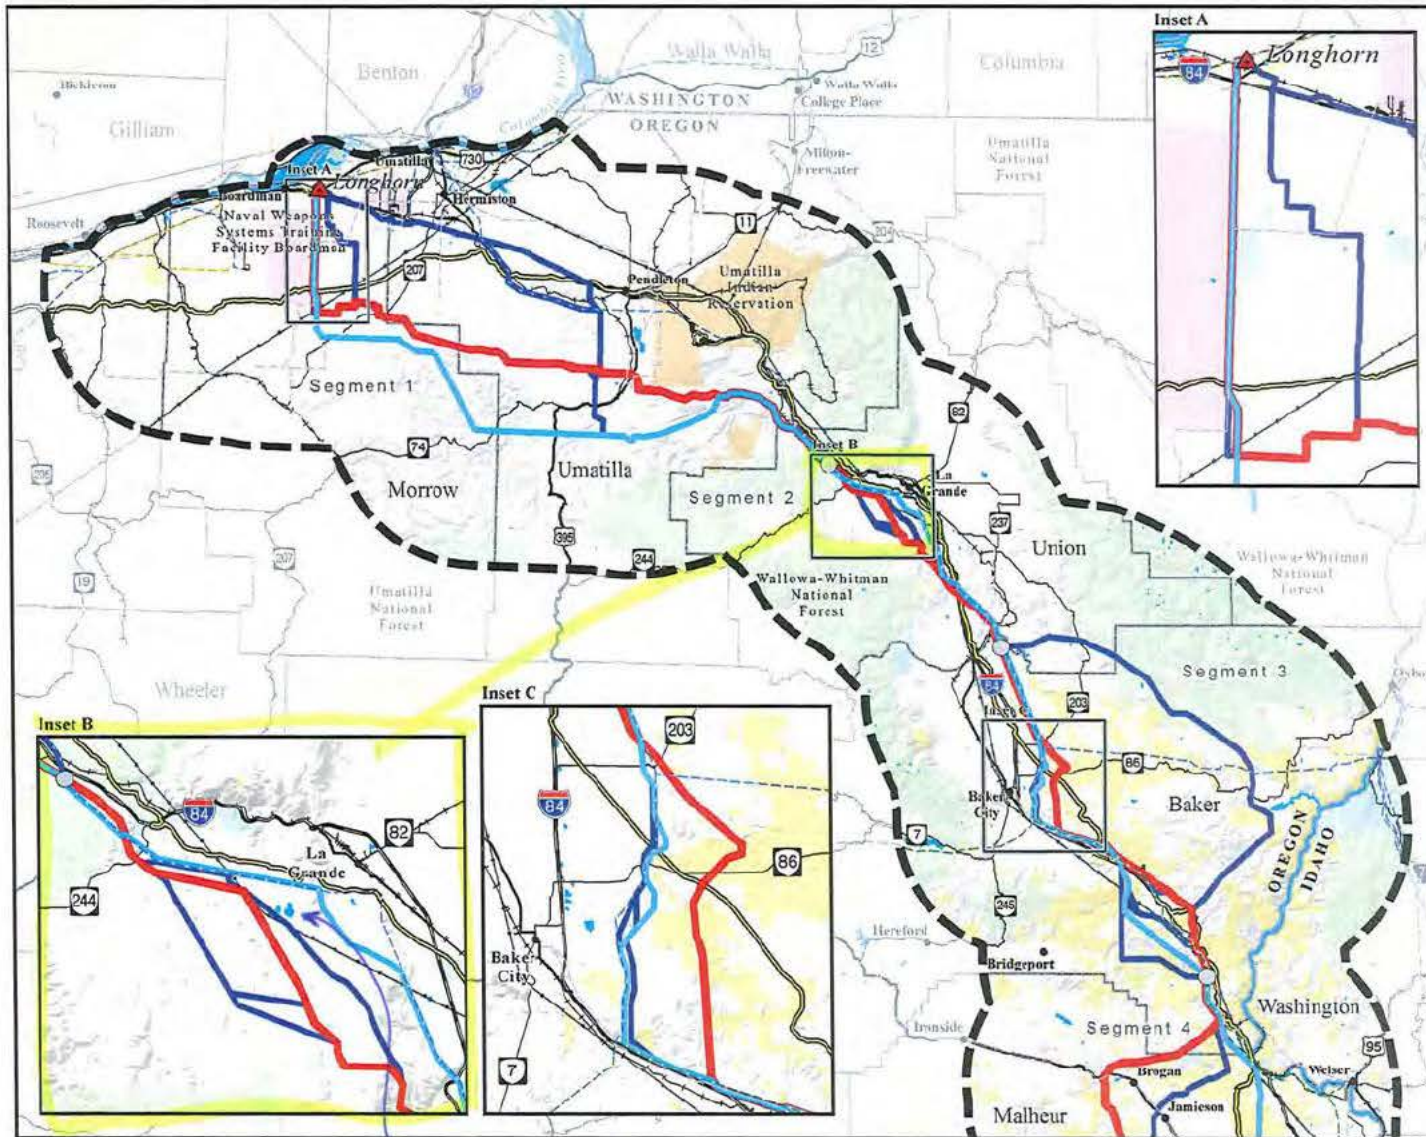 Inset A
Longhorn
84
Walla Walla
12
Columbia
Benton
Bickleton
Walla Walla
College Place
WASHINGTON
OREGON
Gilliam
Umatilla
National
Forest
Milton-
Freewater
Umatilla
730
Inset A
Longhorn
Boardman
Hermiston
Roosevelt
Naval Weapons
Systems Training
Facility Boardman
11
204
207
Pendleton
Umatilla
Indian
Reservation
Segment 1
82
74
Inset B
Umatilla
La
Grande
Morrow
Segment 2
206
237
Union
395
207
244
19
Wallowa-Whitman
National
Forest
Wallowa-Whitman
National
Forest
Umatilla
National
Forest
Segment 3
Wheeler
84
203
Inset C
Inset B
Inset C
203
86
84
84
Baker
City
Baker
82
La
Grande
86
7
OREGON
IDAHO
244
245
Hereford
Baker
City
Bridgeport
Washington
Ironside
Segment 4
95
7
Brogan
Weiser
Malheur
Jamieson